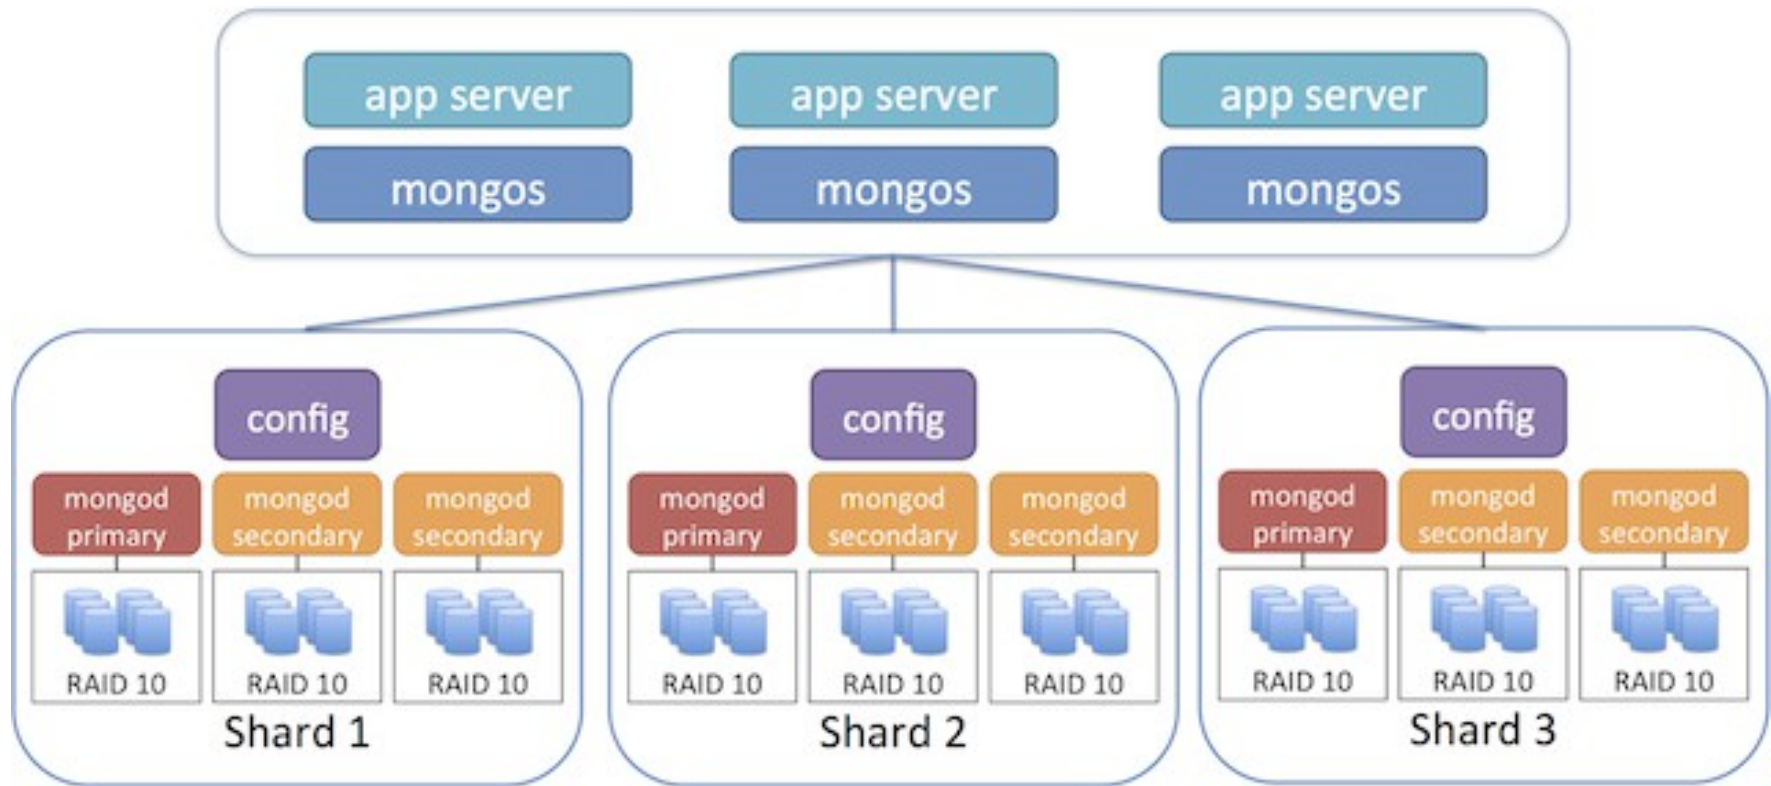 app server
app server
app server
mongos
mongos
mongos
config
mongod
primary
mongod
secondary
mongod
secondary
RAID 10
RAID 10
RAID 10
Shard 1
config
mongod
primary
mongod
secondary
mongod
secondary
RAID 10
RAID 10
RAID 10
Shard 2
config
mongod
primary
mongod
secondary
mongod
secondary
RAID 10
RAID 10
RAID 10
Shard 3